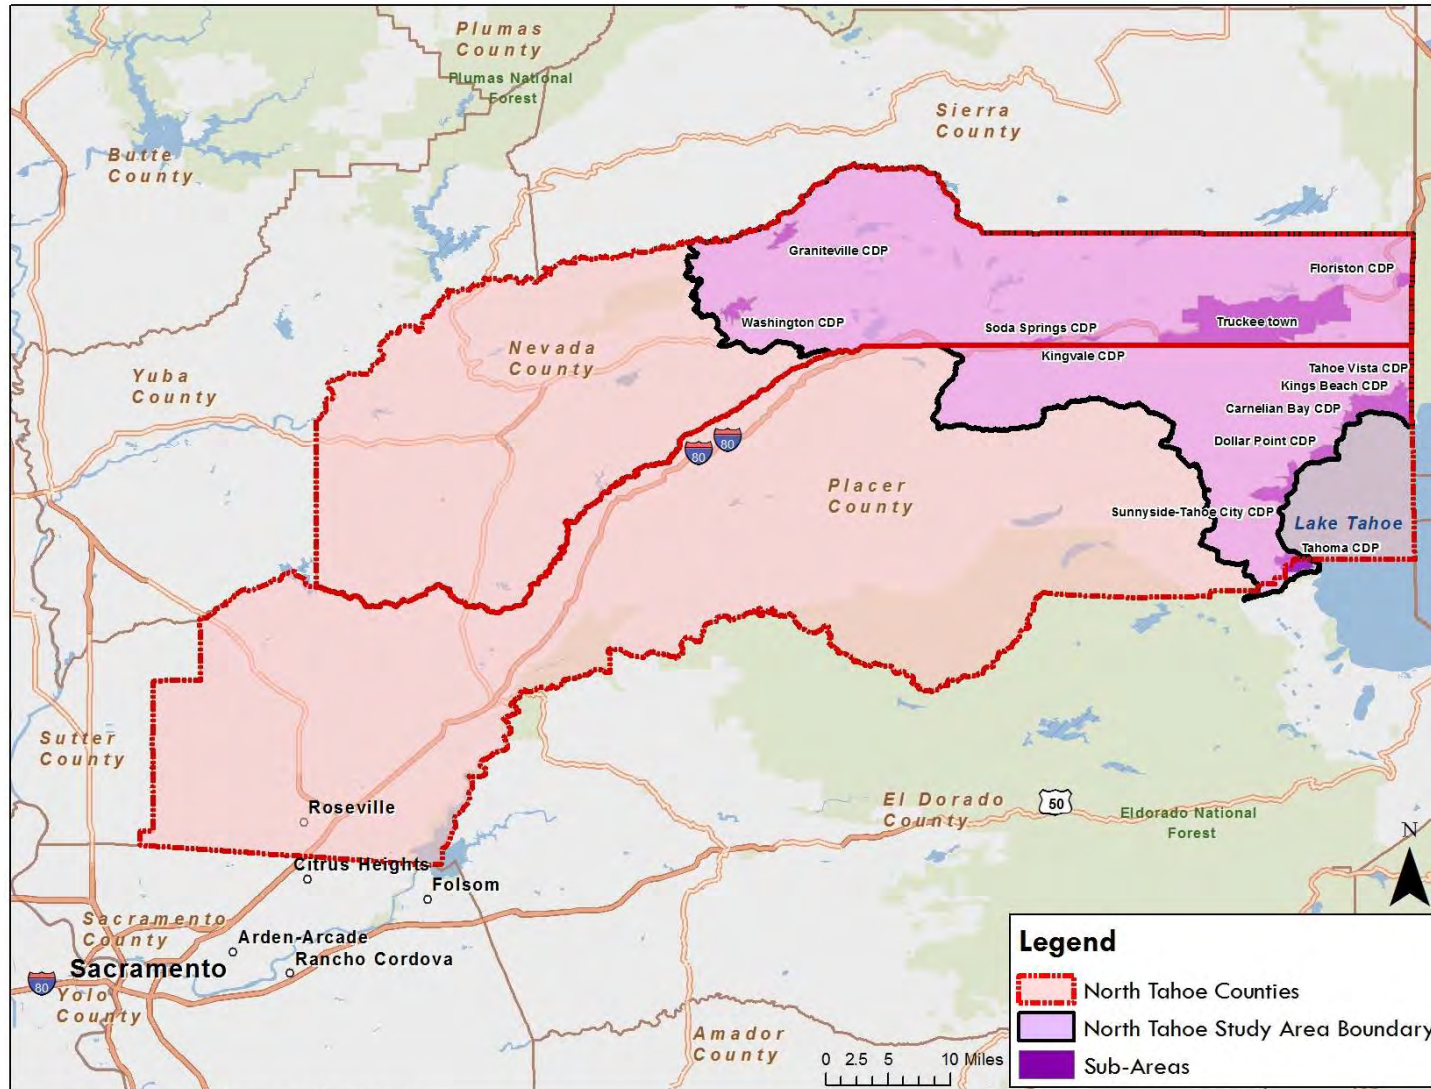 Plumas
County
Plumas National
Forest
Sierra
County
Butte
County
Graniteville CDP
Floriston CDP
Washington CDP
Soda Springs CDP
Truckee town
Nevada
County
Kingvale CDP
Tahoe Vista CDP
Kings Beach CDP
Yuba
County
Carnelian Bay CDP
Dollar Point CDP
80
80
Placer
County
Sunnyside-Tahoe City CDP
Lake Tahoe
Tahoma CDP
Sutter
County
Roseville
El Dorado
County
50
Eldorado National
Forest
N
Citrus Heights
Folsom
Sacramento
County
Arden-Arcade
Rancho Cordova
Sacramento
80
Yolo
County
Amador
County
0 2.5 5 10 Miles
Legend
North Tahoe Counties
North Tahoe Study Area Boundary
Sub-Areas